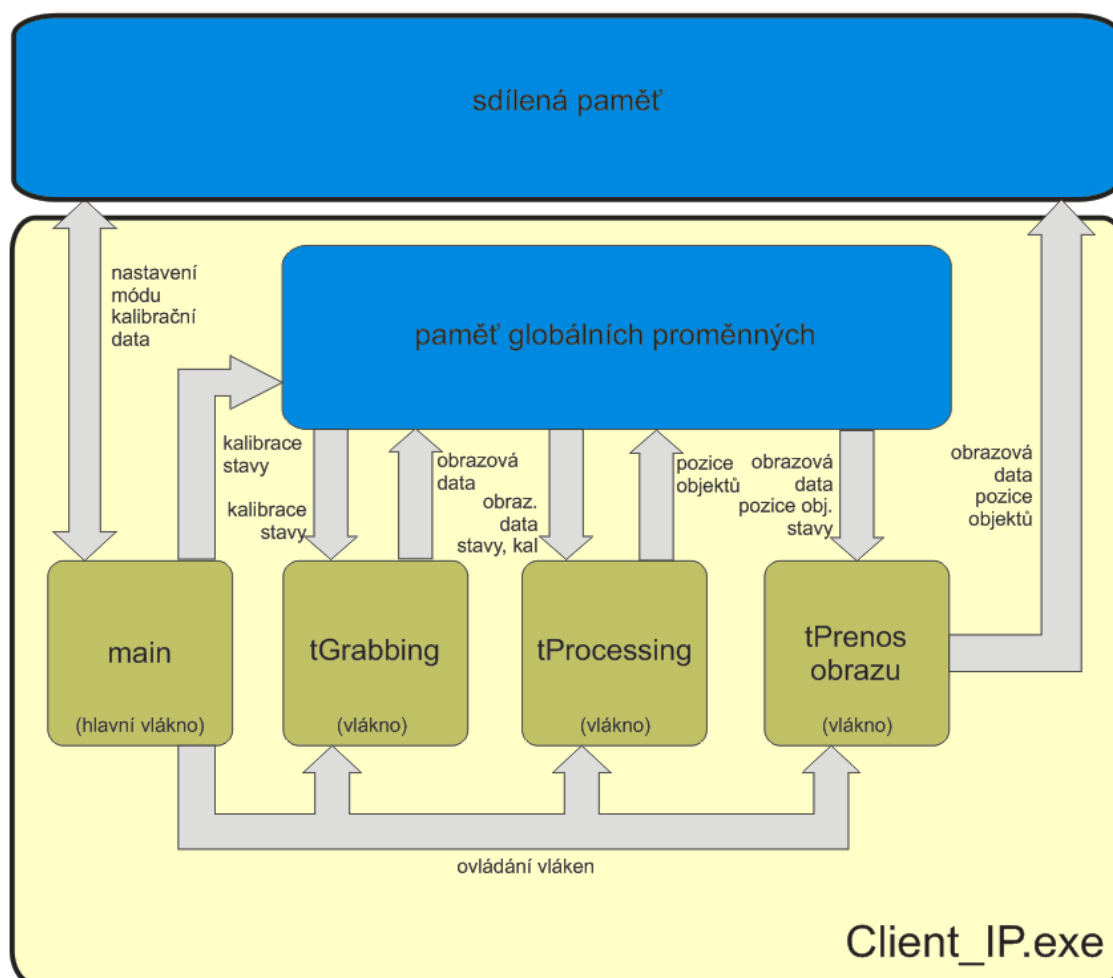 sdílená paměť
nastavení
módu
kalibrační
data
paměť globálních proměnných
kalibrace
stavy
kalibrace
stavy
obrazová
data
obraz.
data
stavy, kal
pozice
objektů
obrazová
data
pozice obj.
stavy
obrazová
data
pozice
objektů
main
(hlavní vlákno)
tGrabbing
(vlákno)
tProcessing
(vlákno)
tPrenos
obrazu
(vlákno)
ovládání vláken
Client_IP.exe